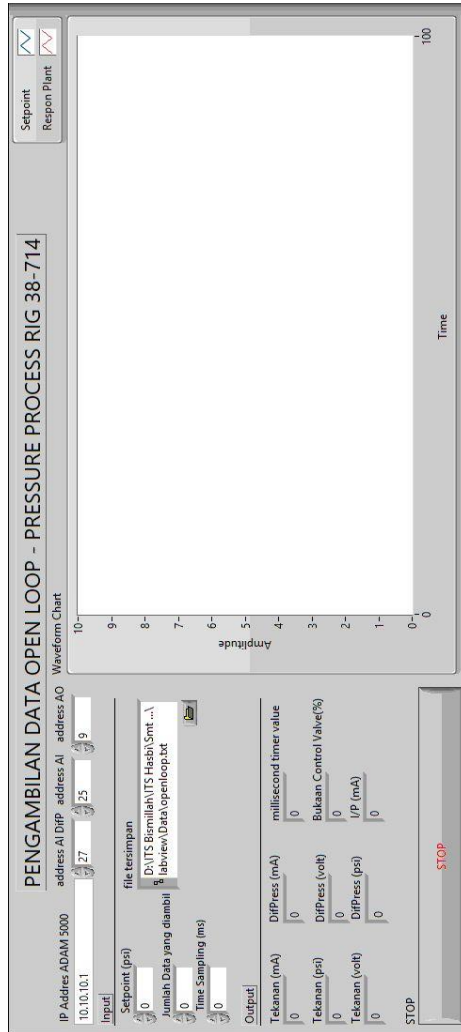 PENGAMBILAN DATA OPEN LOOP - PRESSURE PROCESS RIG 38-714
Setpoint
Respon Plant
IP Addres ADAM 5000
address AI DifP
address AI
address AO
10.10.10.1
27
25
9
Input
Setpoint (psi)
0
Jumlah Data yang diambil
0
Time Sampling (ms)
0
file tersimpan
D:\ITS Bismillah\ITS Hasbi\Smt ...\
labview\Data\openloop.txt
Output
Tekanan (mA)
DifPress (mA)
millisecond timer value
0
0
0
Tekanan (psi)
DifPress (volt)
Bukaan Control Valve(%)
0
0
0
Tekanan (volt)
DifPress (psi)
I/P (mA)
0
0
0
STOP
STOP
Waveform Chart
Amplitude
10
9
8
7
6
5
4
3
2
1
0
0
100
Time